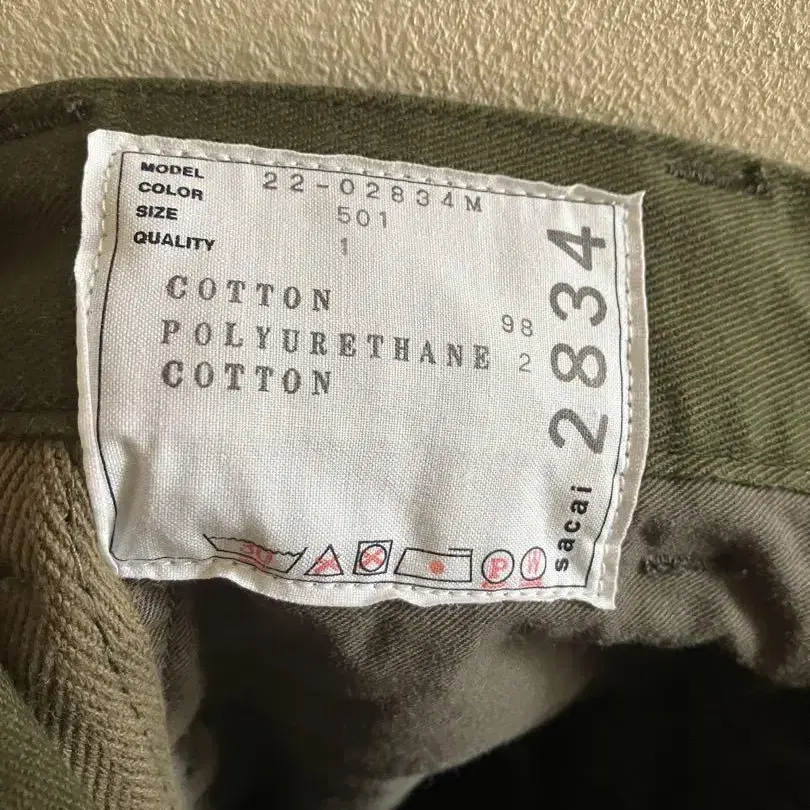 MODEL 22-02834M
COLOR 501
SIZE 1
QUALITY
COTTON 98
POLYURETHANE 2
COTTON
30
P
W
sacai 2834